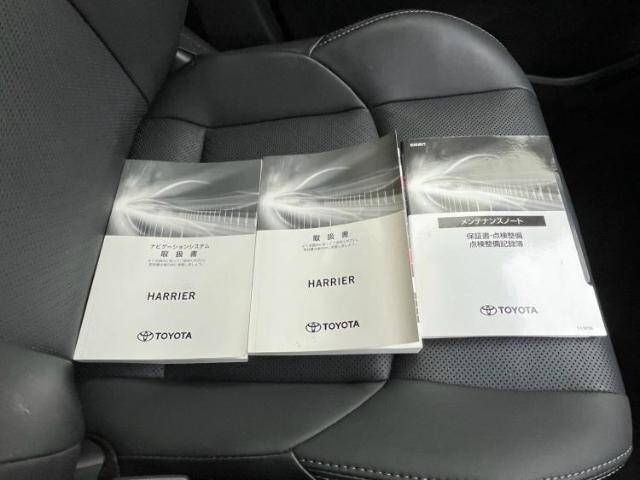 ナビゲーションシステム
取扱書
HARRIER
TOYOTA
取扱書
HARRIER
TOYOTA
メンテナンスノート
保証書・点検整備
点検整備記録簿
TOYOTA